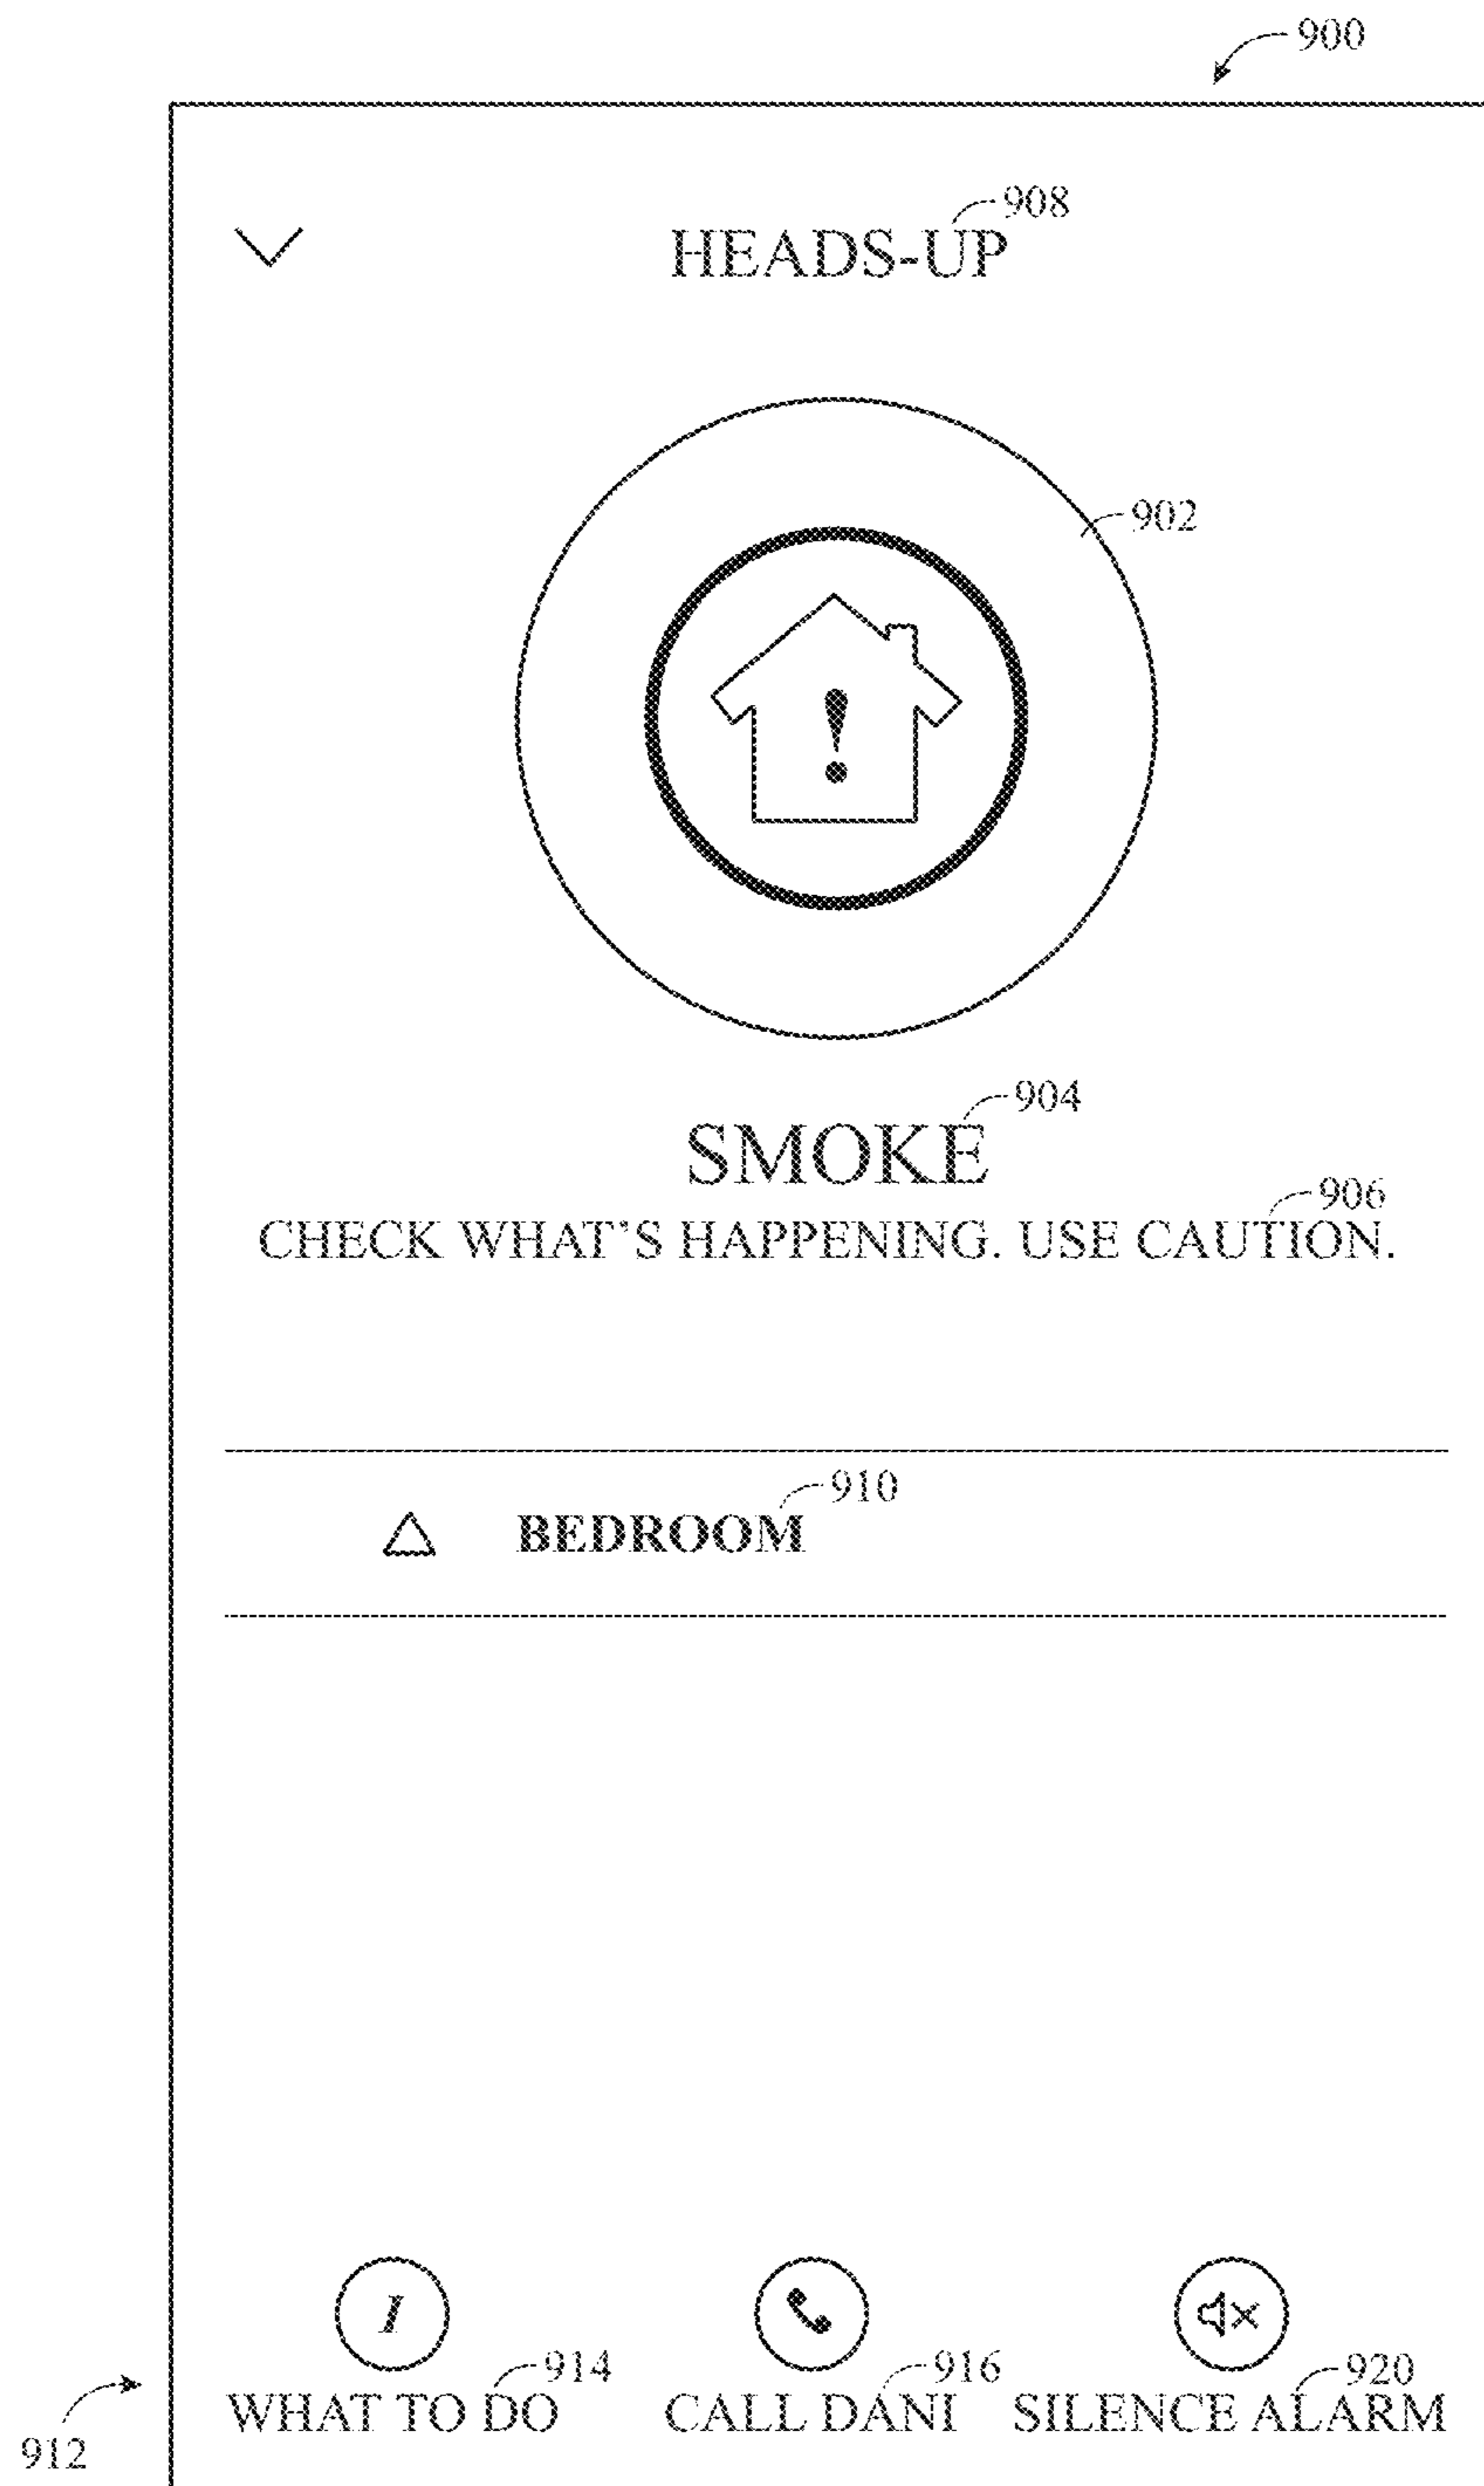 900
908
HEADS-UP
902
!
904
SMOKE
906
CHECK WHAT'S HAPPENING. USE CAUTION.
910
BEDROOM
I
914
916
920
WHAT TO DO
CALL DANI
SILENCE ALARM
912